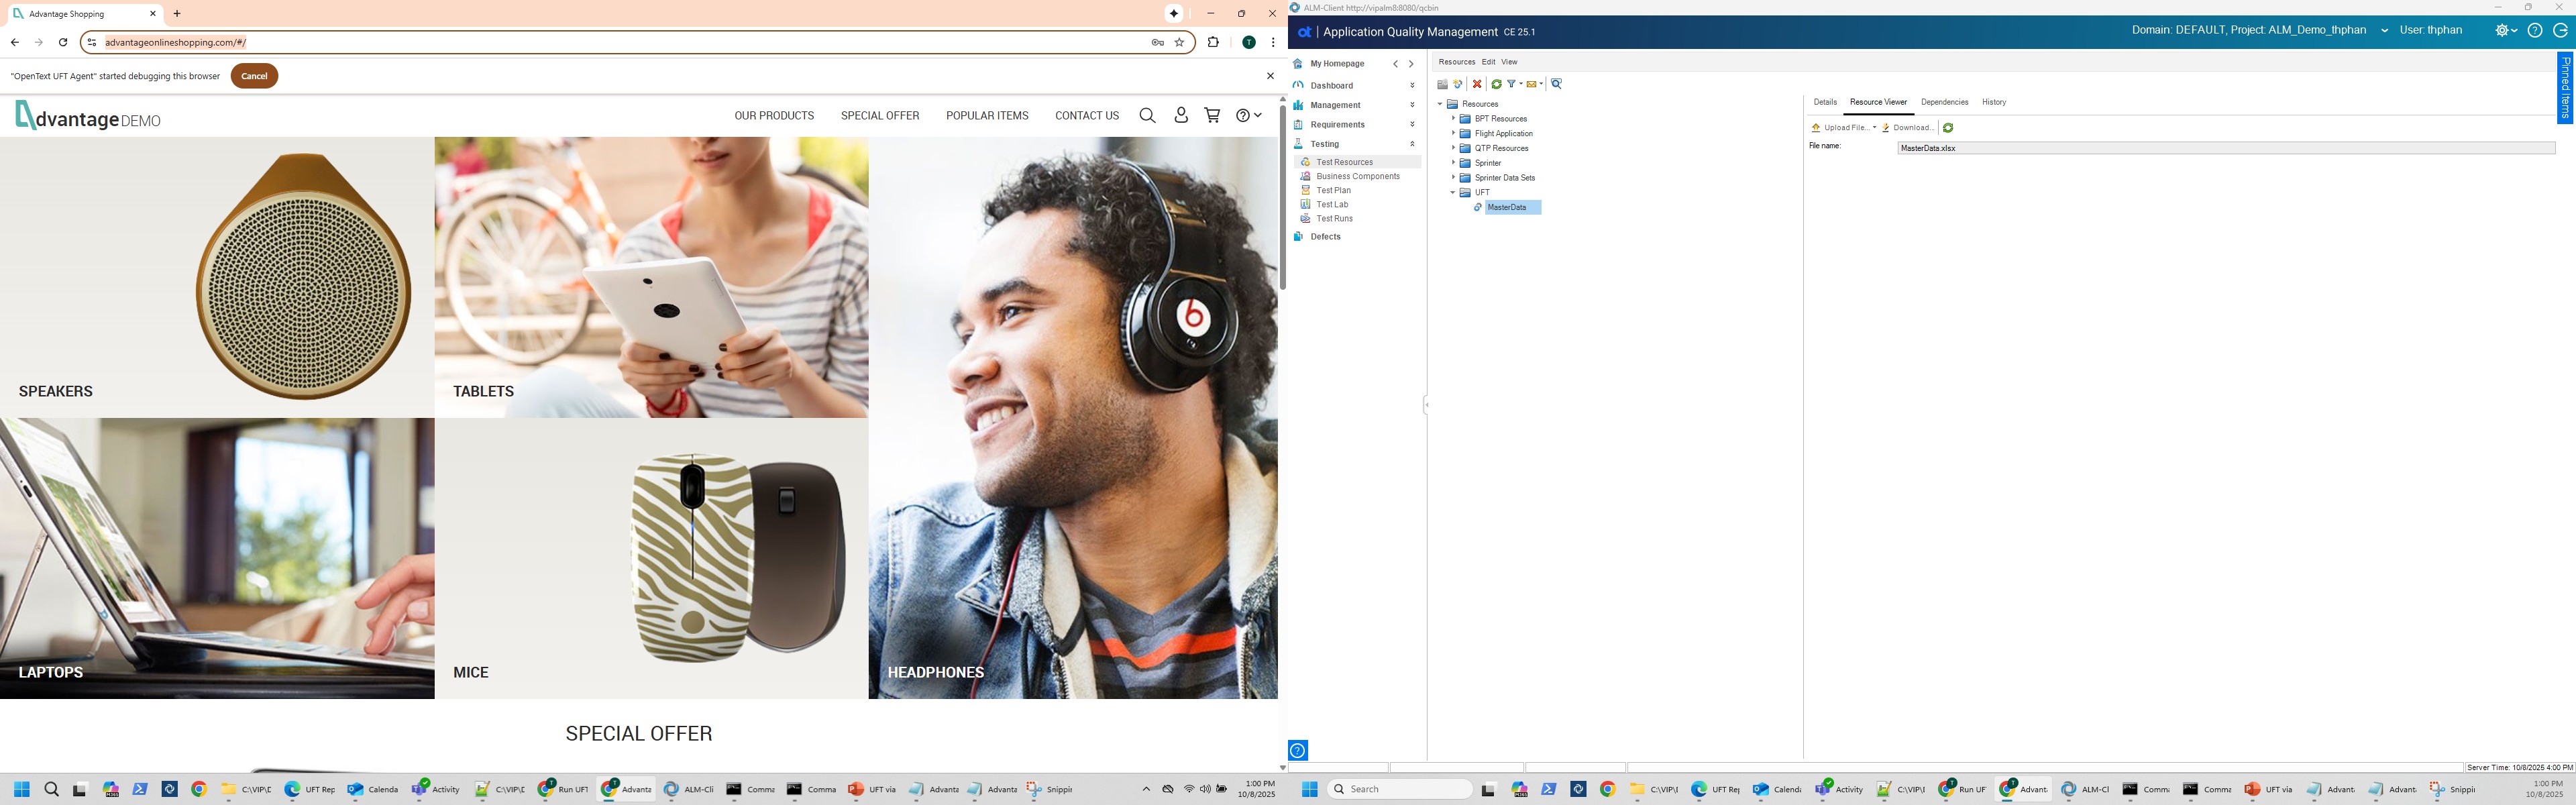 Advantage Shopping
advantageonlineshopping.com/#/
T
"OpenText UFT Agent" started debugging this browser
Cancel
dvantage DEMO
OUR PRODUCTS
SPECIAL OFFER
POPULAR ITEMS
CONTACT US
SPEAKERS
TABLETS
LAPTOPS
MICE
HEADPHONES
SPECIAL OFFER
C:\VIP\D
UFT Rep
Calenda
Activity
C:\VIP\D
Run UFT
Advanta
ALM-Cli
Comma
Comma
UFT via
Advanta
Advanta
Snippin
1:00 PM
10/8/2025
ALM-Client http://vipalm8:8080/qcbin
ot | Application Quality Management CE 25.1
Domain: DEFAULT, Project: ALM_Demo_thphan
User: thphan
Pinned Items
My Homepage
Dashboard
Management
Requirements
Testing
Test Resources
Business Components
Test Plan
Test Lab
Test Runs
Defects
Resources Edit View
Resources
BPT Resources
Flight Application
QTP Resources
Sprinter
Sprinter Data Sets
UFT
MasterData
Details
Resource Viewer
Dependencies
History
Upload File...
Download...
File name:
MasterData.xlsx
Server Time: 10/8/2025 4:00 PM
Search
C:\VIP\I
UFT Rep
Calenda
Activity
C:\VIP\I
Run UF
Advant
ALM-Cl
Comm
Comma
UFT via
Advant
Advant
Snippi
1:00 PM
10/8/2025